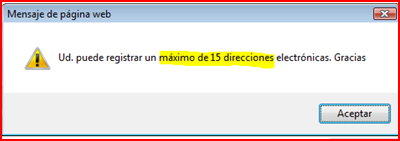 Mensaje de página web
Ud. puede registrar un máximo de 15 direcciones electrónicas. Gracias
Aceptar